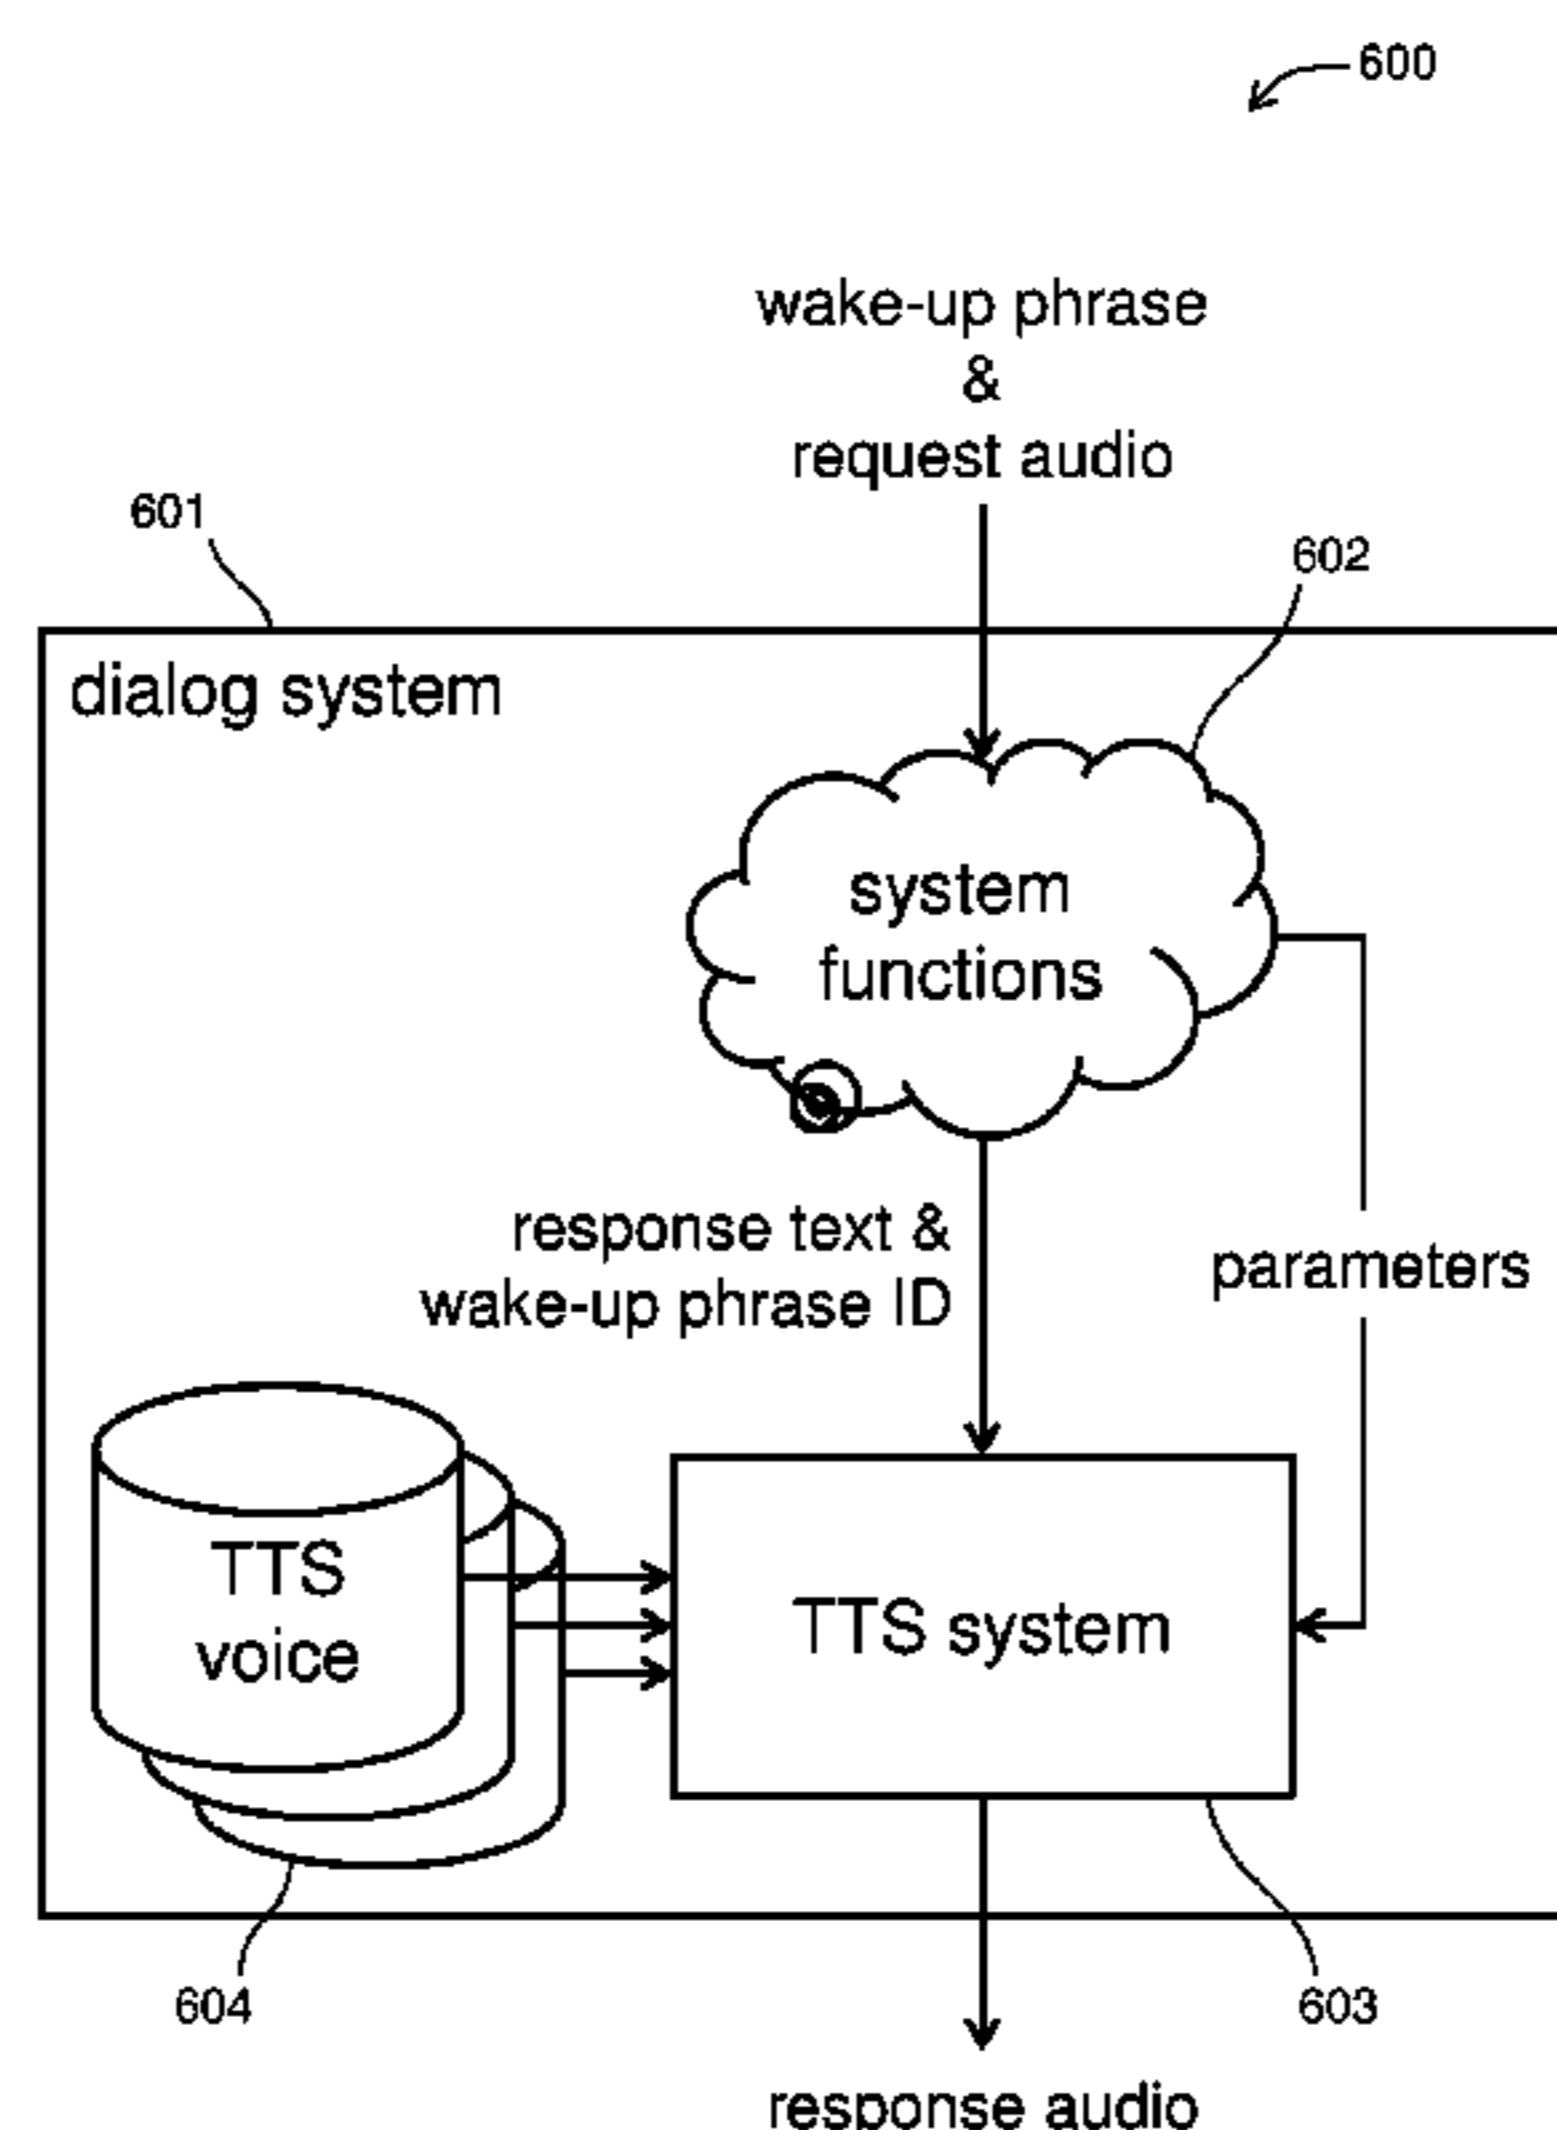 600
wake-up phrase
&
request audio
601
602
dialog system
system
functions
response text &
wake-up phrase ID
parameters
TTS
voice
TTS system
604
603
response audio